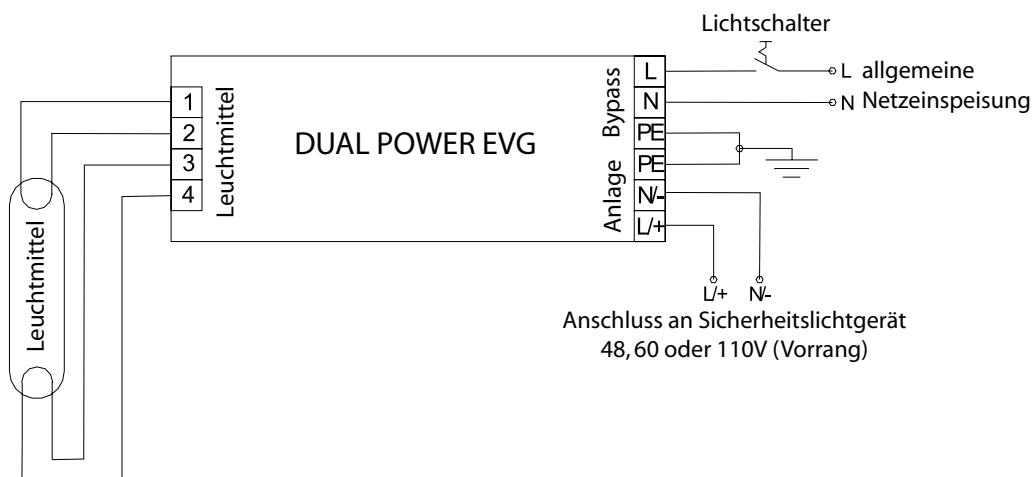 Lichtschalter
L allgemeine
N Netzeinspeisung
DUAL POWER EVG
1
2
3
4
Leuchtmittel
Leuchtmittel
Bypass
Anlage
L
N
PE
PE
N/-
L/+
L/+ N/-
Anschluss an Sicherheitslichtgerät
48,60 oder 110V (Vorrang)